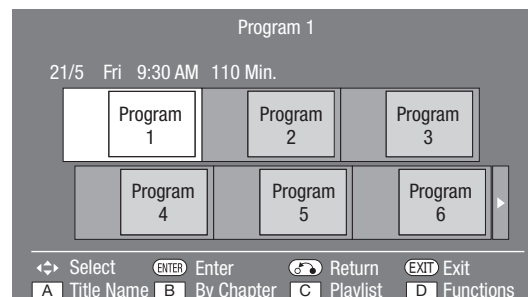 Program 1
21/5 Fri 9:30 AM 110 Min.
Program 1
Program 2
Program 3
Program 4
Program 5
Program 6
Select ENTER Enter Return EXIT Exit
A Title Name B By Chapter C Playlist D Functions